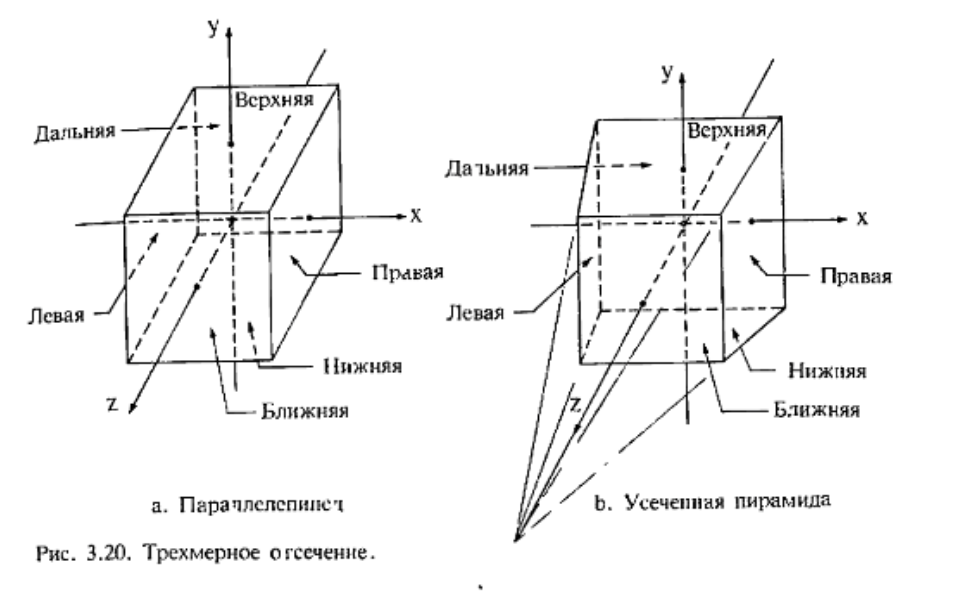 y
Верхняя
Дальняя
x
Правая
Левая
Нижняя
z
Ближняя
a. Параллелепипед
y
Верхняя
Дальняя
x
Правая
Левая
Нижняя
z
Ближняя
b. Усеченная пирамида
Рис. 3.20. Трехмерное отсечение.